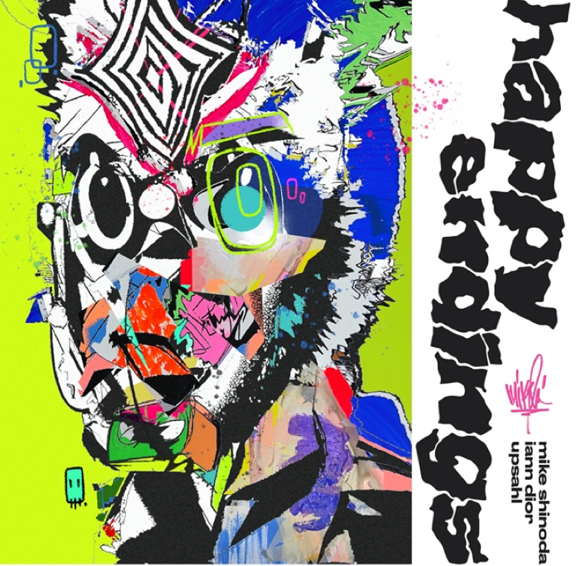 happy
endings
mike shinoda
iann dior
upsahl